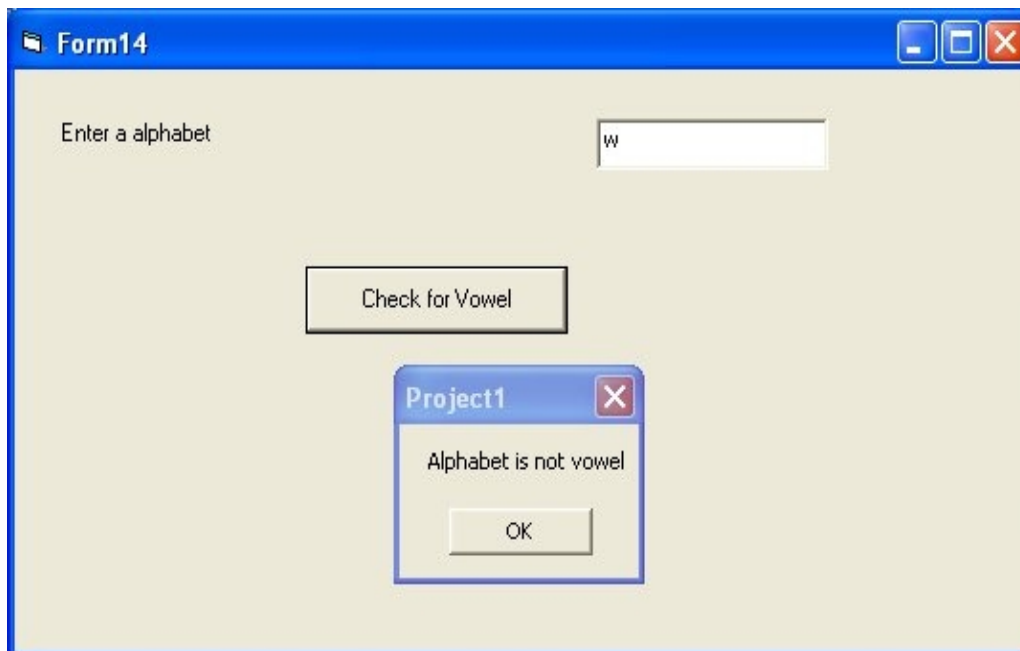 Form14
Enter a alphabet
w
Check for Vowel
Project1
Alphabet is not vowel
OK